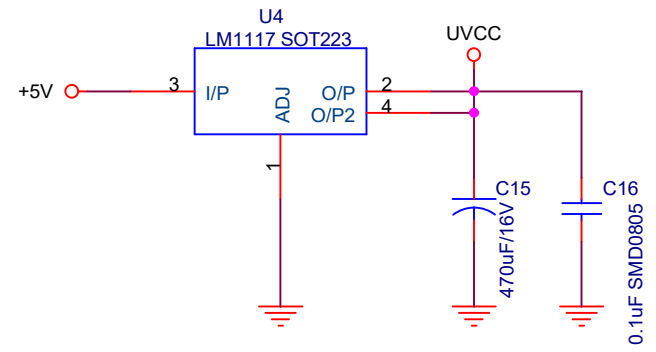 U4
LM1117 SOT223
UVCC
+5V
3
I/P
ADJ
O/P
2
O/P2
4
1
C15
470uF/16V
C16
0.1uF SMD0805